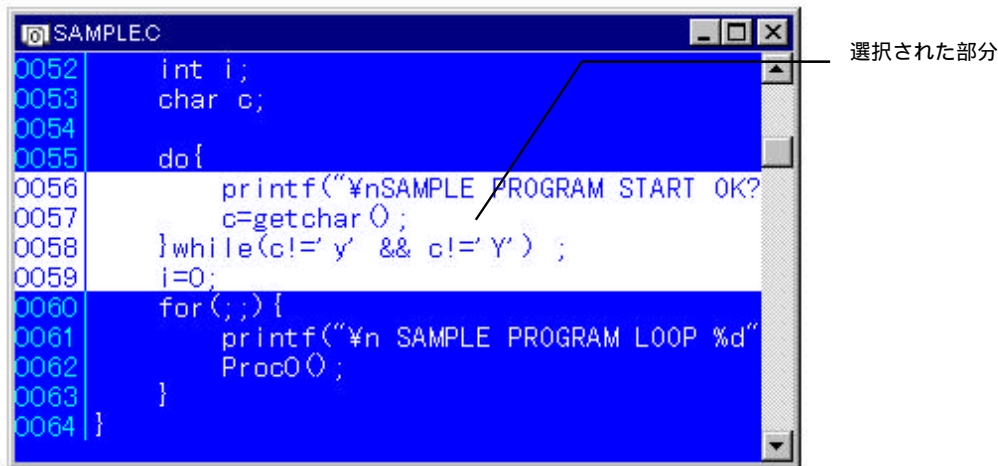 SAMPLE.C
選択された部分
0052 int i;
0053 char c;
0054
0055 do{
0056 printf("¥nSAMPLE PROGRAM START OK?
0057 c=getchar();
0058 }while(c!='y' && c!='Y') ;
0059 i=0;
0060 for(;;){
0061 printf("¥n SAMPLE PROGRAM LOOP %d"
0062 Proc0();
0063 }
0064 }